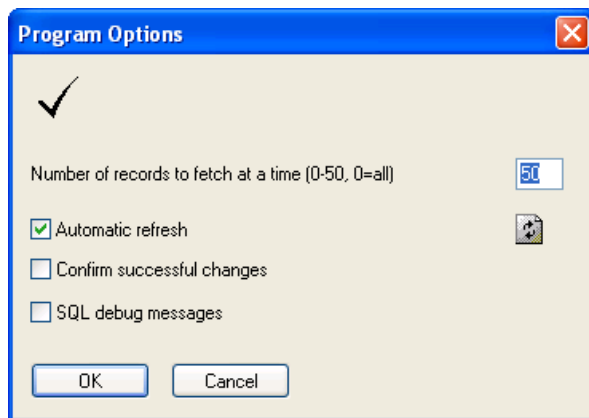 Program Options
Number of records to fetch at a time (0-50, 0=all) 50
Automatic refresh
Confirm successful changes
SQL debug messages
OK Cancel